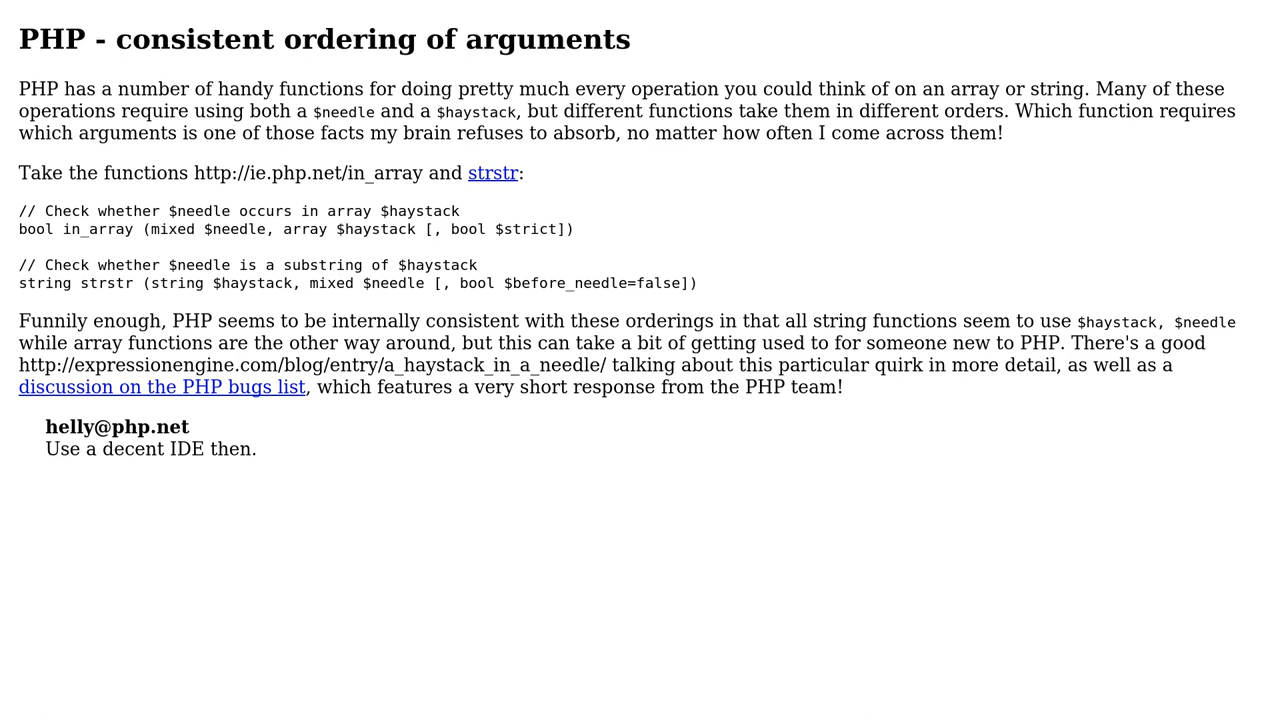 PHP - consistent ordering of arguments
PHP has a number of handy functions for doing pretty much every operation you could think of on an array or string. Many of these
operations require using both a $needle and a $haystack, but different functions take them in different orders. Which function requires
which arguments is one of those facts my brain refuses to absorb, no matter how often I come across them!
Take the functions http://ie.php.net/in_array and strstr:
// Check whether $needle occurs in array $haystack
bool in_array (mixed $needle, array $haystack [, bool $strict])
// Check whether $needle is a substring of $haystack
string strstr (string $haystack, mixed $needle [, bool $before_needle=false])
Funnily enough, PHP seems to be internally consistent with these orderings in that all string functions seem to use $haystack, $needle
while array functions are the other way around, but this can take a bit of getting used to for someone new to PHP. There's a good
http://expressionengine.com/blog/entry/a_haystack_in_a_needle/ talking about this particular quirk in more detail, as well as a
discussion on the PHP bugs list, which features a very short response from the PHP team!
helly@php.net
Use a decent IDE then.